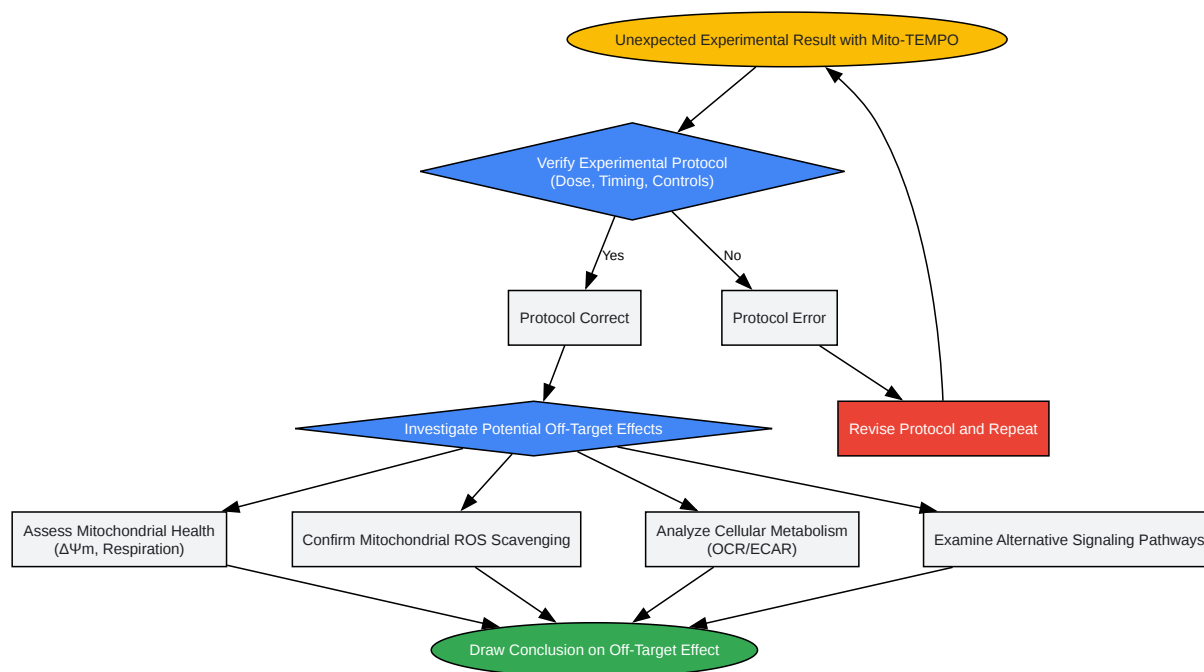 Unexpected Experimental Result with Mito-TEMPO
Verify Experimental Protocol
(Dose, Timing, Controls)
Yes
No
Protocol Correct
Protocol Error
Investigate Potential Off-Target Effects
Revise Protocol and Repeat
Assess Mitochondrial Health
(ΔΨm, Respiration)
Confirm Mitochondrial ROS Scavenging
Analyze Cellular Metabolism
(OCR/ECAR)
Examine Alternative Signaling Pathways
Draw Conclusion on Off-Target Effect